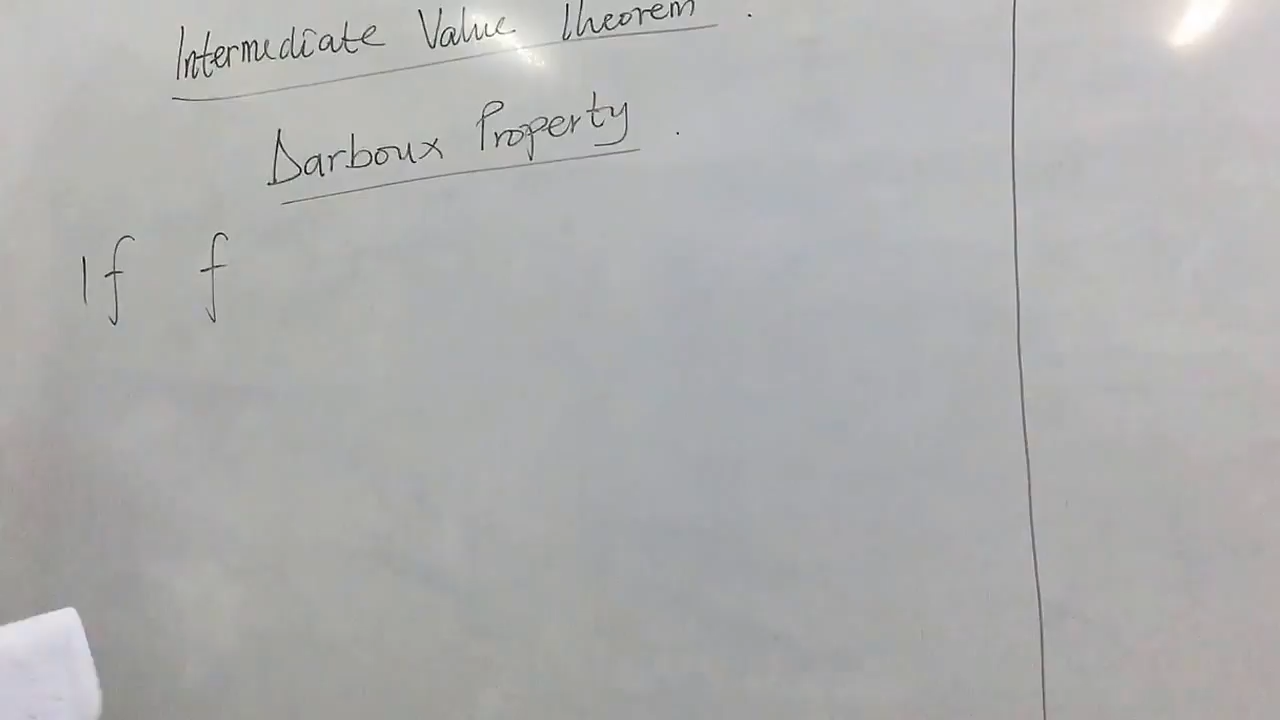 Intermediate Value Theorem .
Darboux Property .
If f